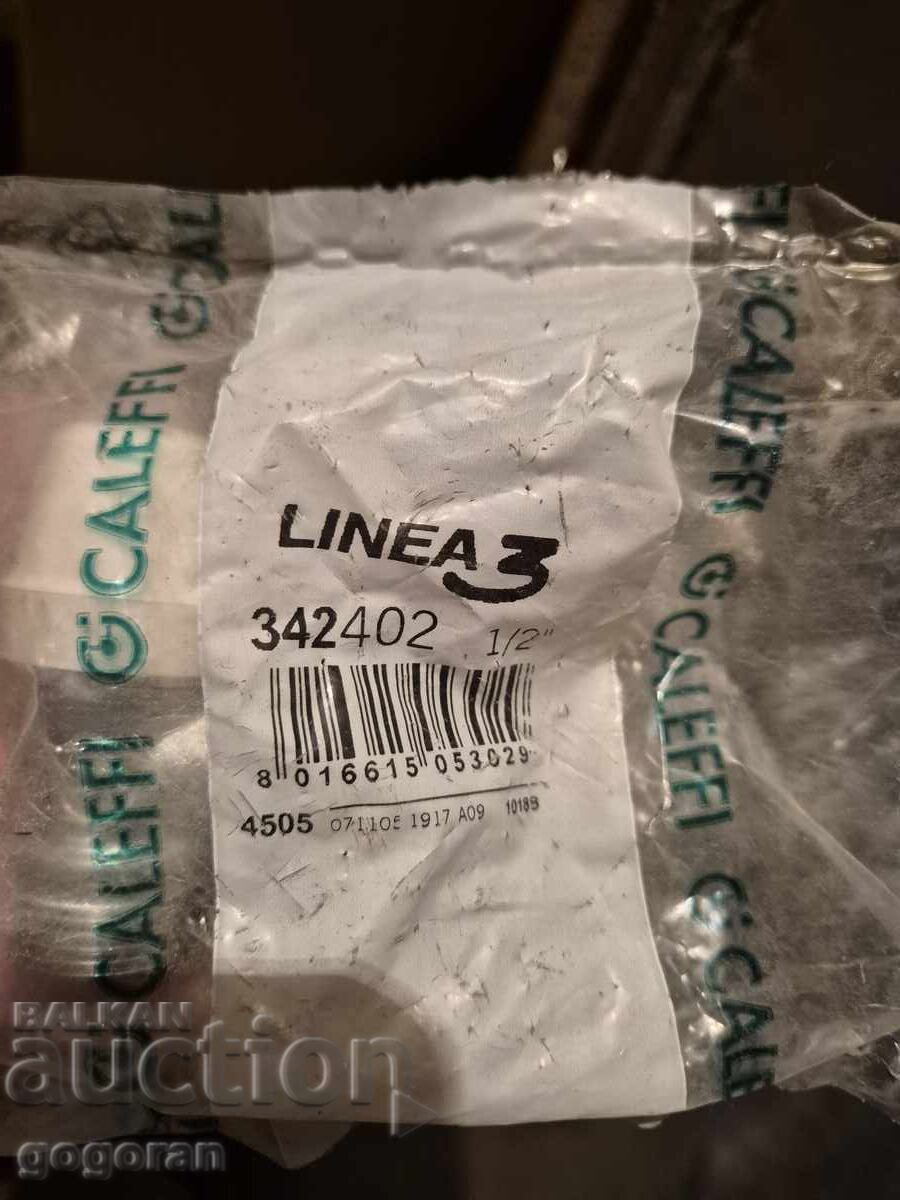 CALEFFI
CALEFFI
CALEFFI
LINEA 3
342402 1/2"
8 016615 053029
4505 071105 1917 A09 1018B
CALEFFI
CALEFFI
BALKAN
auction
gogoran